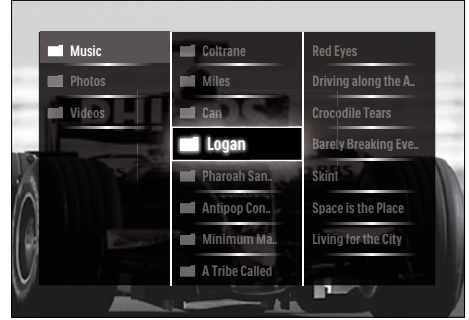 Music
Photos
Videos
Coltrane
Miles
Can
Logan
Pharoah San..
Antipop Con..
Minimum Ma..
A Tribe Called
Red Eyes
Driving along the A..
Crocodile Tears
Barely Breaking Eve..
Skint
Space is the Place
Living for the City
PHILIPS